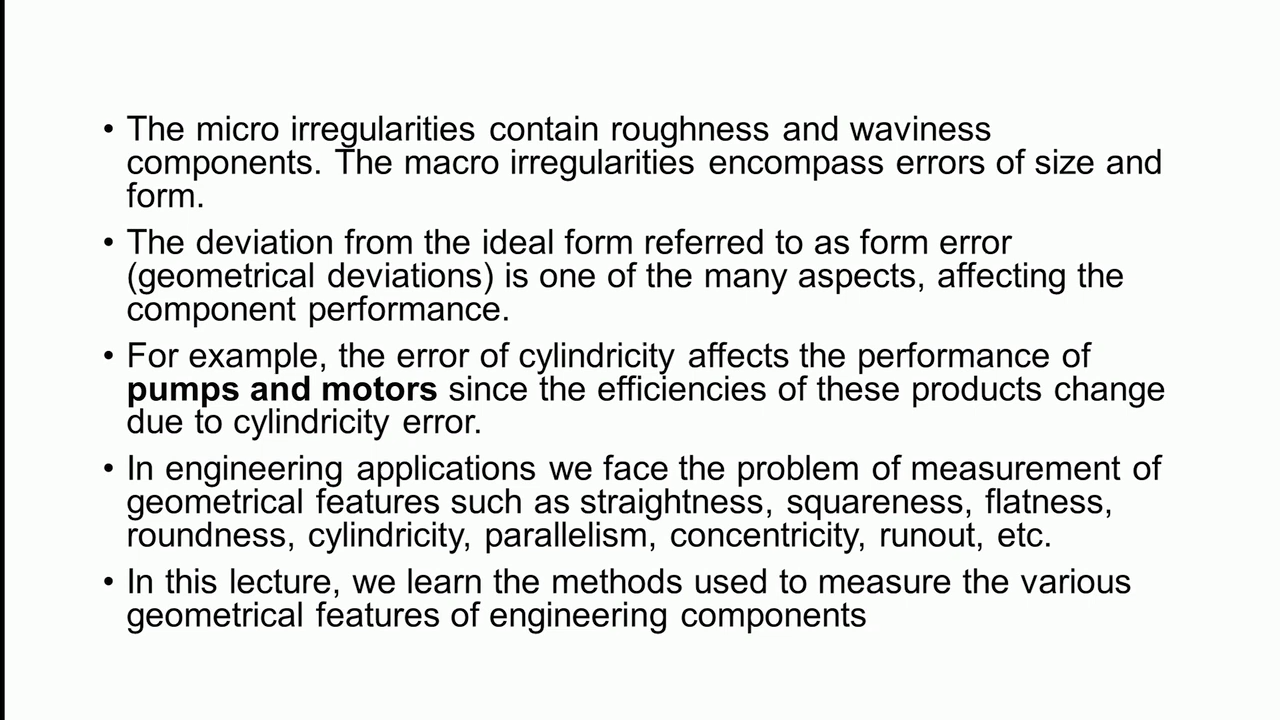 • The micro irregularities contain roughness and waviness
components. The macro irregularities encompass errors of size and
form.
• The deviation from the ideal form referred to as form error
(geometrical deviations) is one of the many aspects, affecting the
component performance.
• For example, the error of cylindricity affects the performance of
pumps and motors since the efficiencies of these products change
due to cylindricity error.
• In engineering applications we face the problem of measurement of
geometrical features such as straightness, squareness, flatness,
roundness, cylindricity, parallelism, concentricity, runout, etc.
• In this lecture, we learn the methods used to measure the various
geometrical features of engineering components